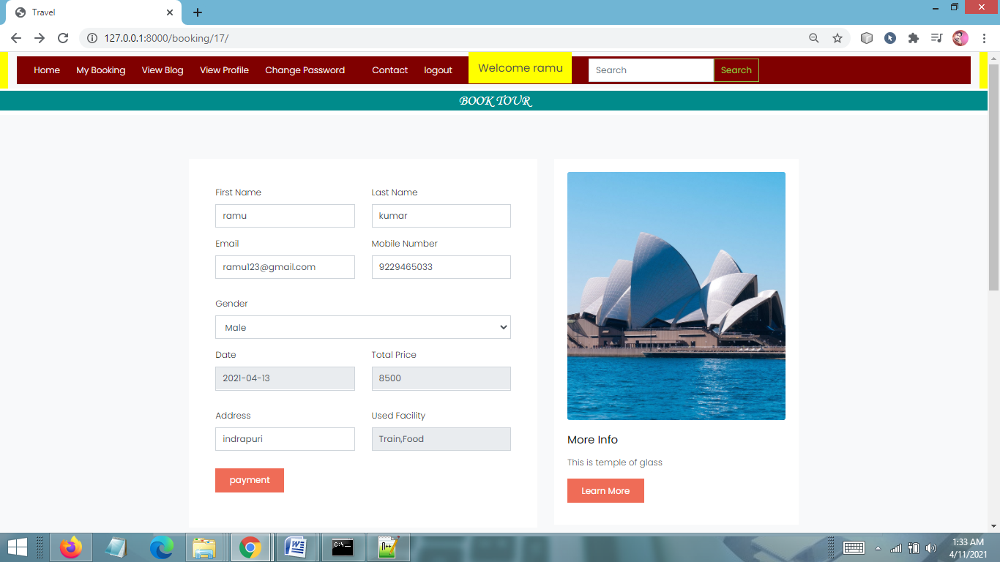 Travel
127.0.0.1:8000/booking/17/
Home My Booking View Blog View Profile Change Password Contact logout Welcome ramu Search Search
BOOK TOUR
First Name Last Name
ramu kumar
Email Mobile Number
ramu123@gmail.com 9229465033
Gender
Male
Date Total Price
2021-04-13 8500
Address Used Facility
indrapuri Train,Food
payment
More Info
This is temple of glass
Learn More
1:33 AM
4/11/2021